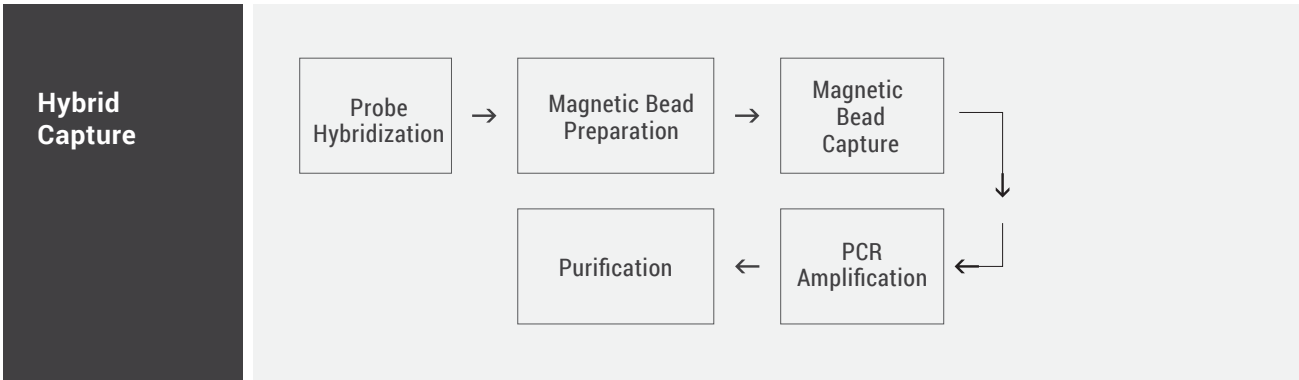 Hybrid
Capture
Probe
Hybridization
Magnetic Bead
Preparation
Magnetic
Bead
Capture
PCR
Amplification
Purification